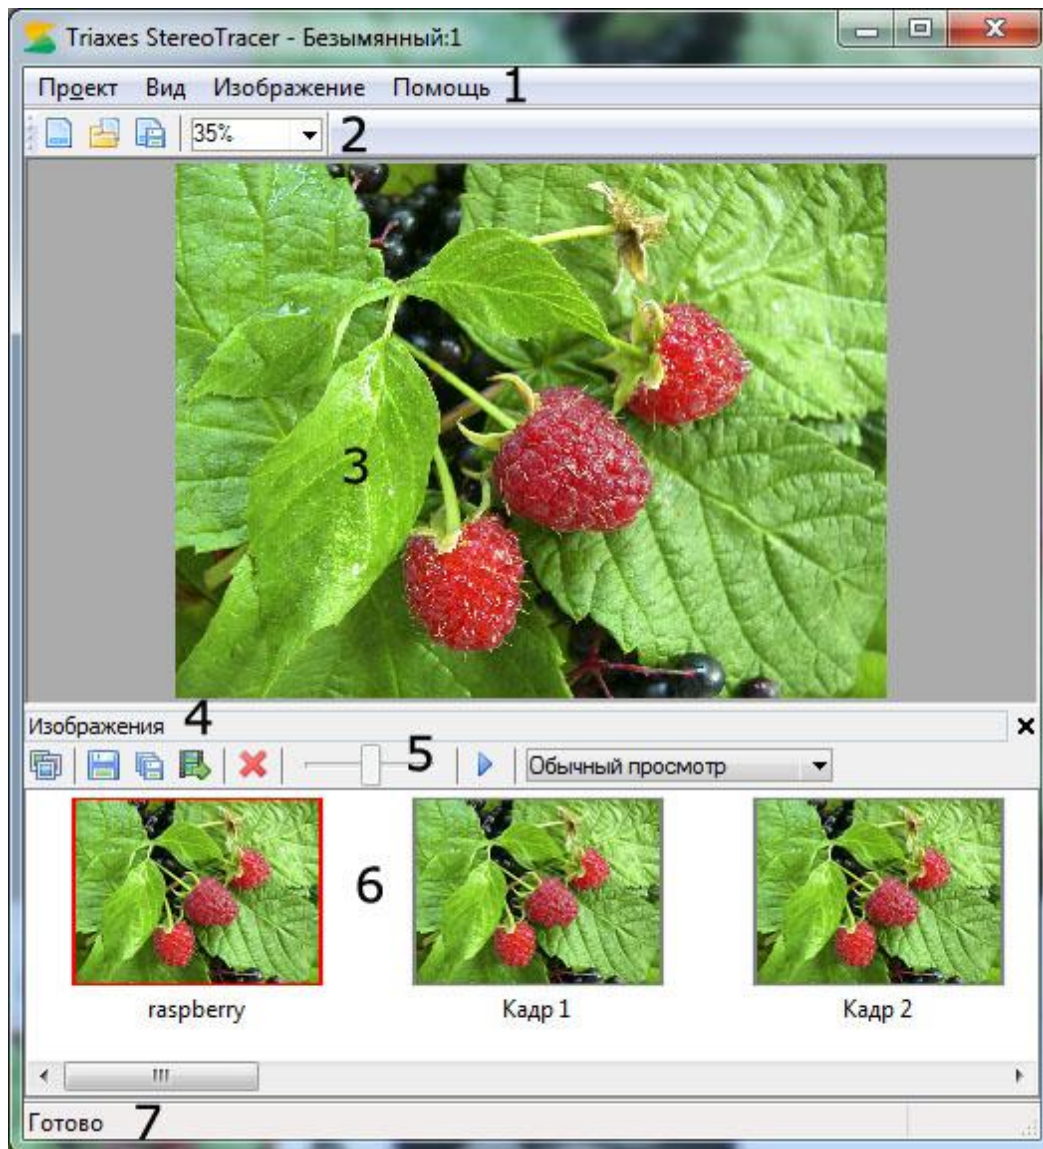 Triaxes StereoTracer - Безымянный:1
Проект Вид Изображение Помощь 1
35% 2
3
Изображения 4
5 Обычный просмотр
6
raspberry Кадр 1 Кадр 2
Готово 7